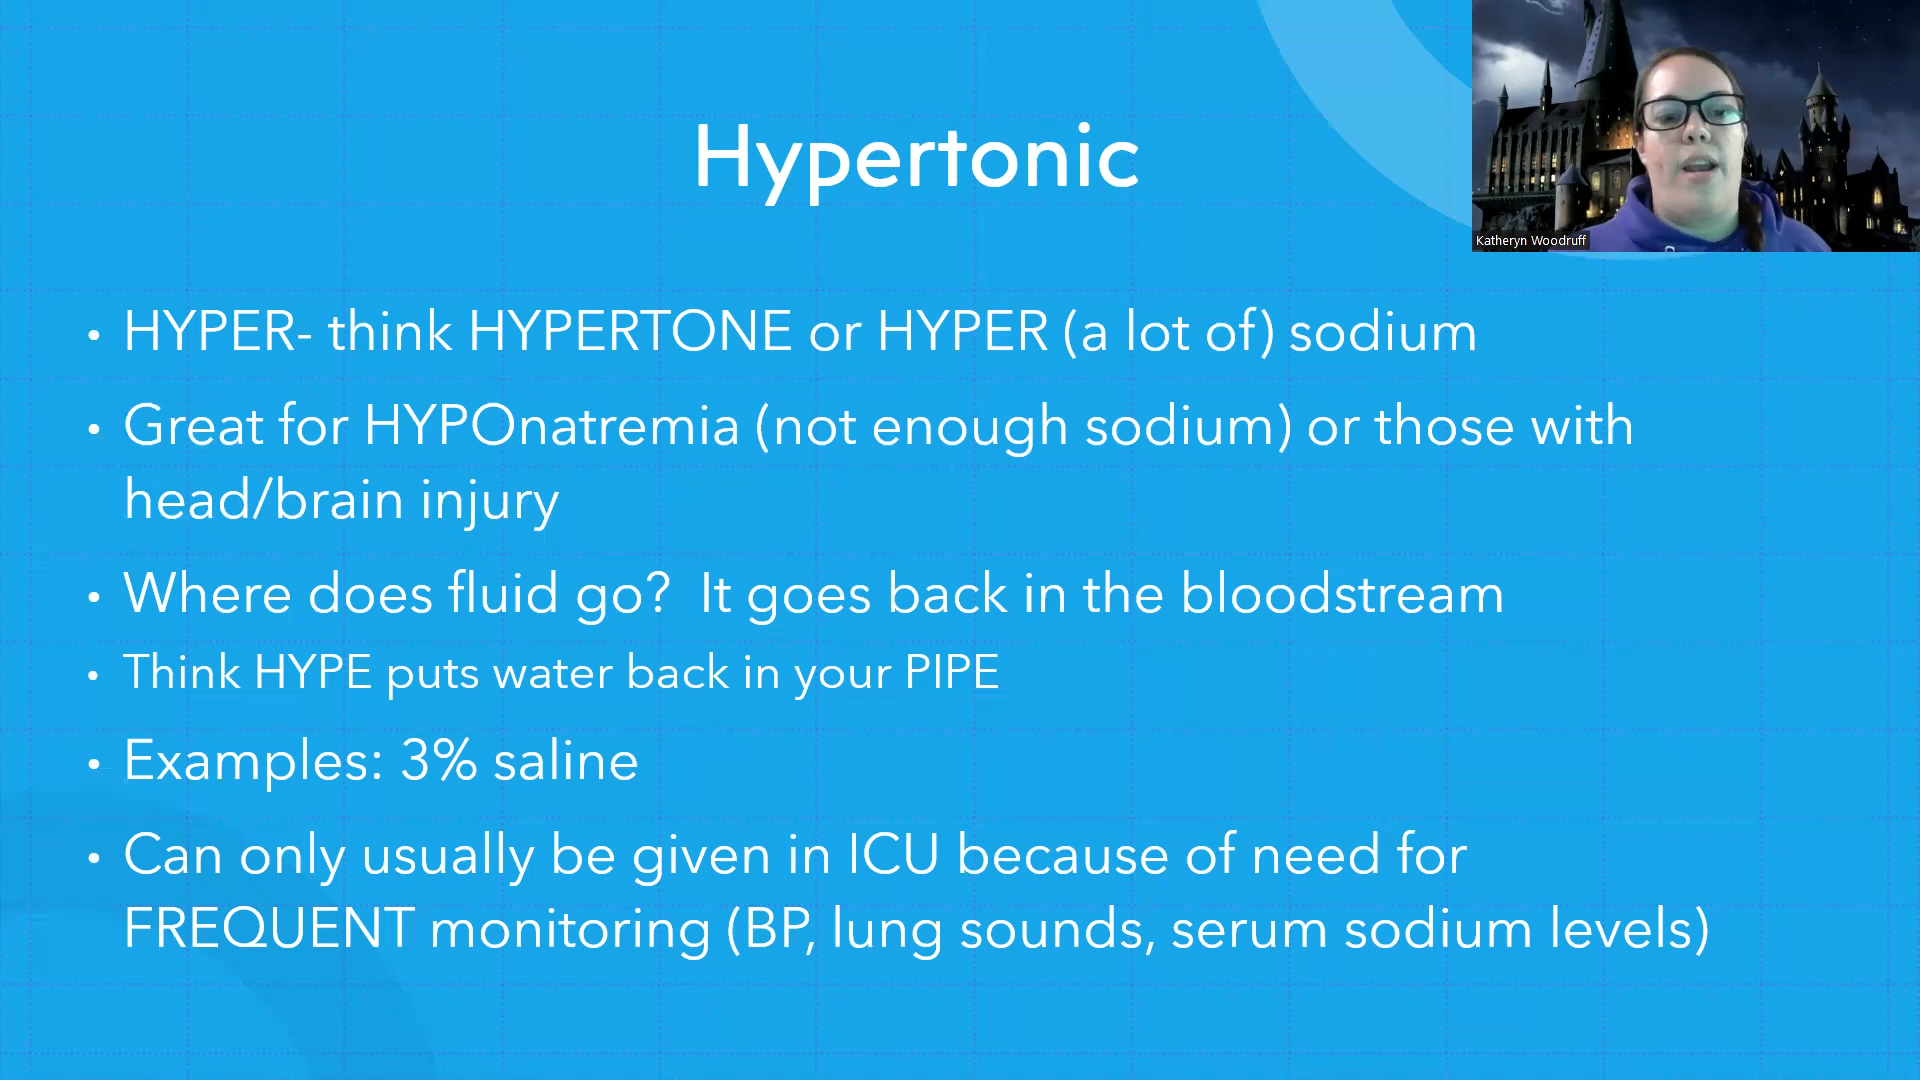 Hypertonic
Katheryn Woodruff
• HYPER- think HYPERTONE or HYPER (a lot of) sodium
• Great for HYPOnatremia (not enough sodium) or those with
head/brain injury
• Where does fluid go?  It goes back in the bloodstream
• Think HYPE puts water back in your PIPE
• Examples: 3% saline
• Can only usually be given in ICU because of need for
FREQUENT monitoring (BP, lung sounds, serum sodium levels)